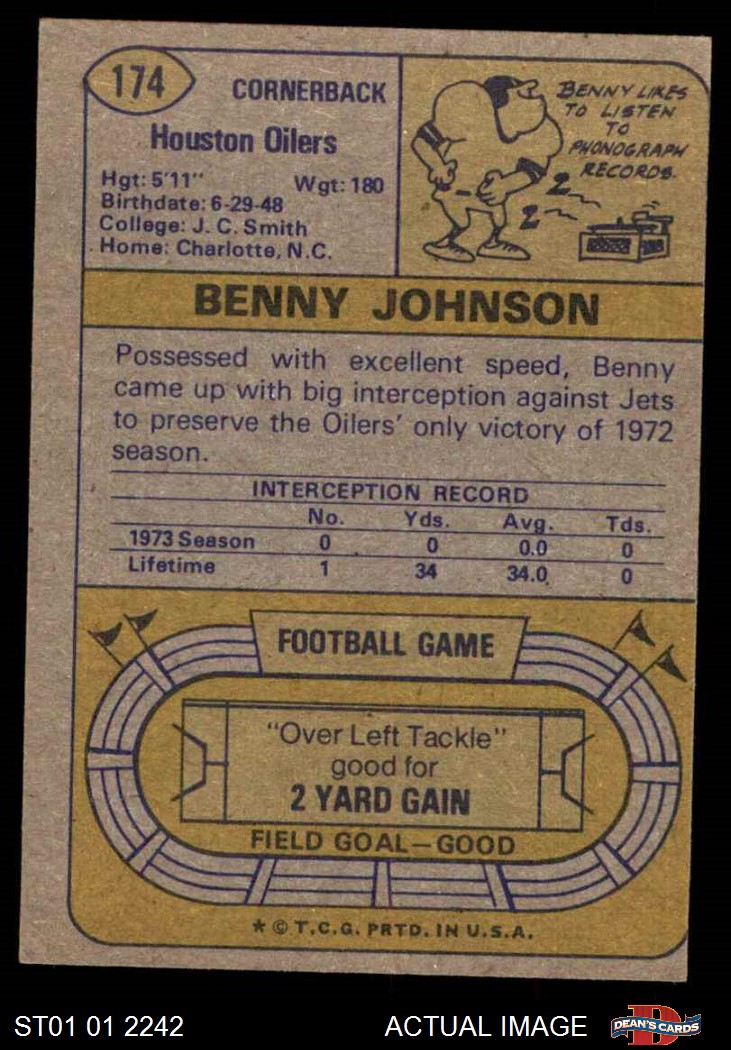 174
CORNERBACK
Houston Oilers
Hgt: 5'11" Wgt: 180
Birthdate: 6-29-48
College: J. C. Smith
Home: Charlotte, N.C.
BENNY LIKES
TO LISTEN
TO
PHONOGRAPH
RECORDS.
2
2
BENNY JOHNSON
Possessed with excellent speed, Benny
came up with big interception against Jets
to preserve the Oilers' only victory of 1972
season.
INTERCEPTION RECORD
No. Yds. Avg. Tds.
1973 Season 0 0 0.0 0
Lifetime 1 34 34.0 0
FOOTBALL GAME
"Over Left Tackle"
good for
2 YARD GAIN
FIELD GOAL—GOOD
* © T.C.G. PRTD. IN U.S.A.
ST01 01 2242 ACTUAL IMAGE
D
DEAN'S CARDS